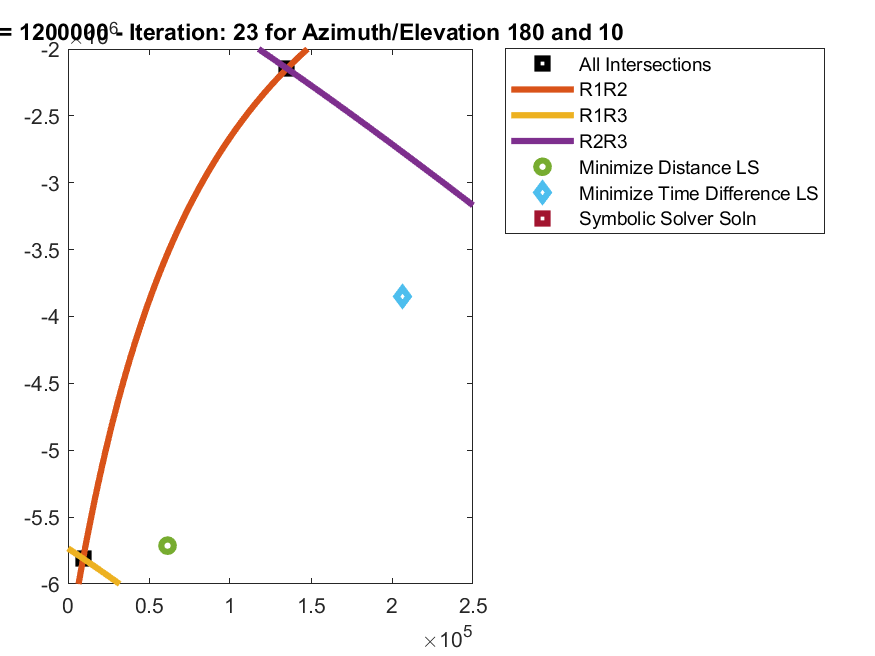 = 1200000 - Iteration: 23 for Azimuth/Elevation 180 and 10
×10⁶
-2
-2.5
-3
-3.5
-4
-4.5
-5
-5.5
-6
0 0.5 1 1.5 2 2.5
×10⁵
All Intersections
R1R2
R1R3
R2R3
Minimize Distance LS
Minimize Time Difference LS
Symbolic Solver Soln